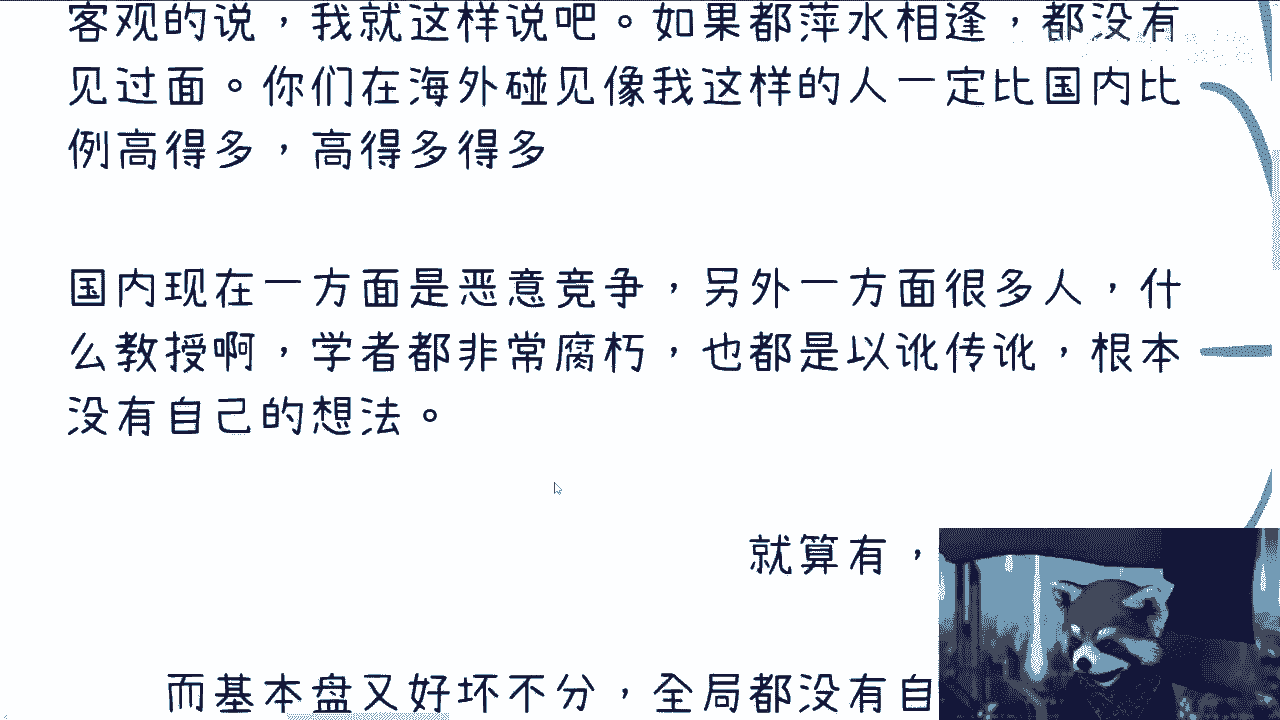 客观的说，我就这样说吧。如果都萍水相逢，都没有
见过面。你们在海外碰见像我这样的人一定比国内比
例高得多，高得多得多
国内现在一方面是恶意竞争，另外一方面很多人，什
么教授啊，学者都非常腐朽，也都是以讹传讹，根本
没有自己的想法。
就算有，
而基本盘又好坏不分，全局都没有自